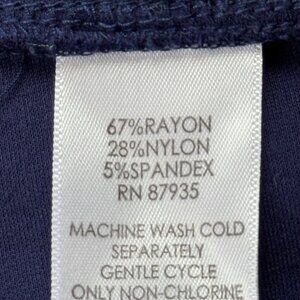 67%RAYON
28%NYLON
5%SPANDEX
RN 87935
MACHINE WASH COLD
SEPARATELY
GENTLE CYCLE
ONLY NON-CHLORINE